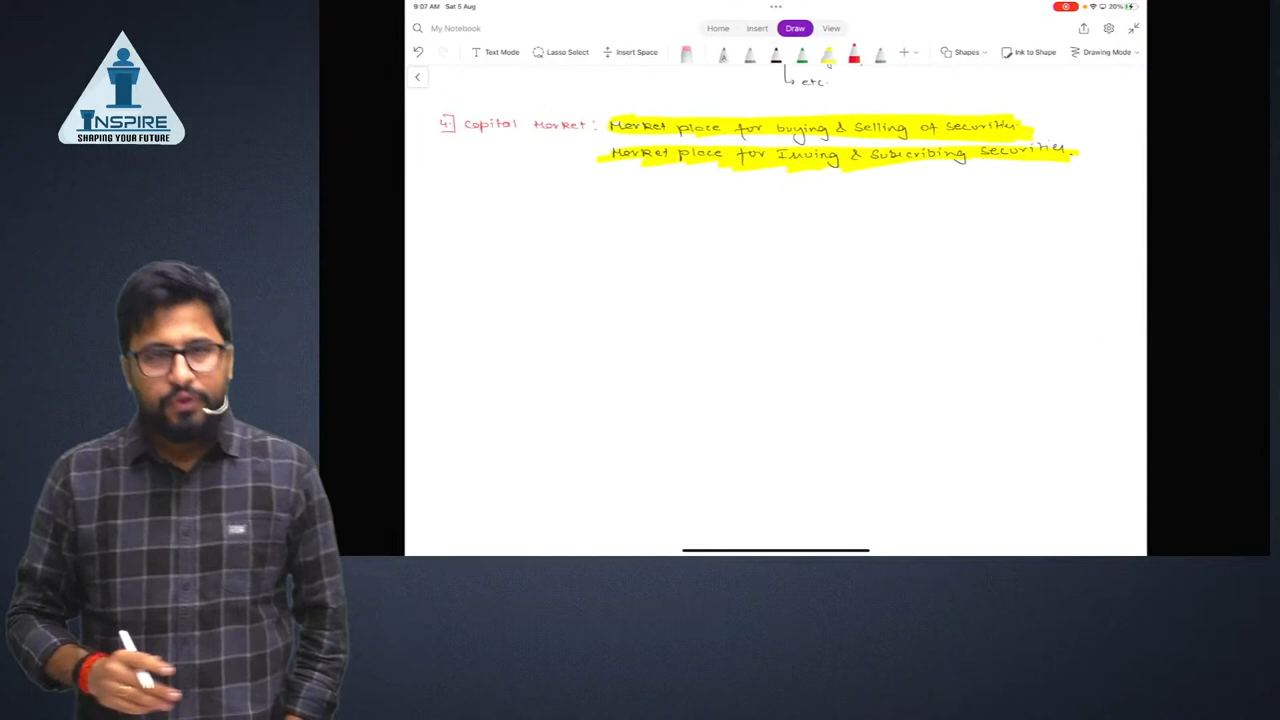 9:07 AM Sat 5 Aug
20%
My Notebook
Home Insert Draw View
Text Mode Lasso Select Insert Space Shapes Ink to Shape Drawing Mode
etc.
4.] Capital Market: Market place for buying & selling of securities.
Market place for Issuing & Subscribing securities.
INSPIRE
SHAPING YOUR FUTURE